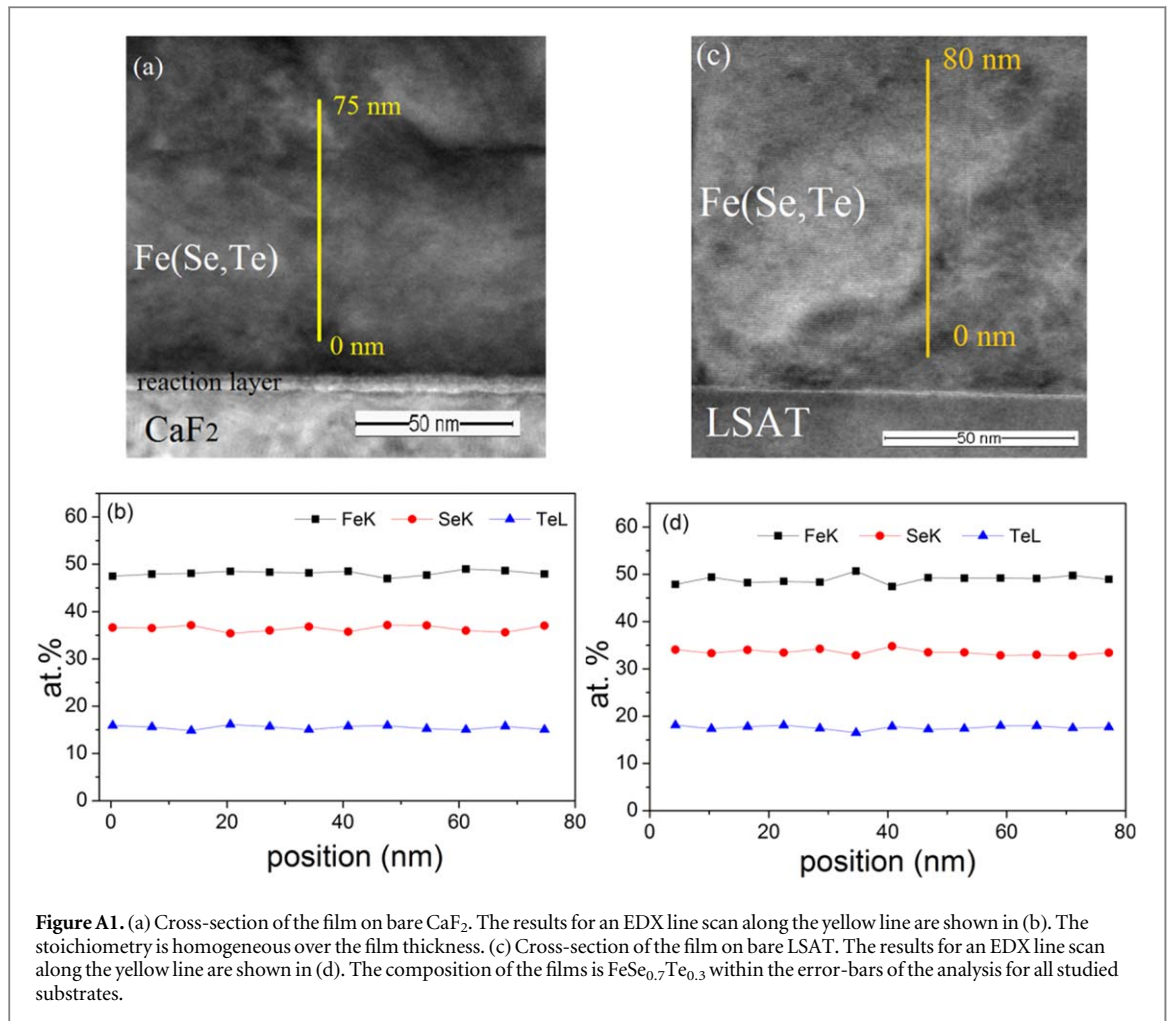 (a)
75 nm
Fe(Se,Te)
0 nm
reaction layer
CaF₂
50 nm
(c)
80 nm
Fe(Se,Te)
0 nm
LSAT
50 nm
(b)
FeK SeK TeL
60
50
40
30
20
10
0
at.%
0 20 40 60 80
position (nm)
(d)
FeK SeK TeL
60
50
40
30
20
10
0
at. %
0 20 40 60 80
position (nm)
Figure A1. (a) Cross-section of the film on bare CaF₂. The results for an EDX line scan along the yellow line are shown in (b). The
stoichiometry is homogeneous over the film thickness. (c) Cross-section of the film on bare LSAT. The results for an EDX line scan
along the yellow line are shown in (d). The composition of the films is FeSe₀.₇Te₀.₃ within the error-bars of the analysis for all studied
substrates.